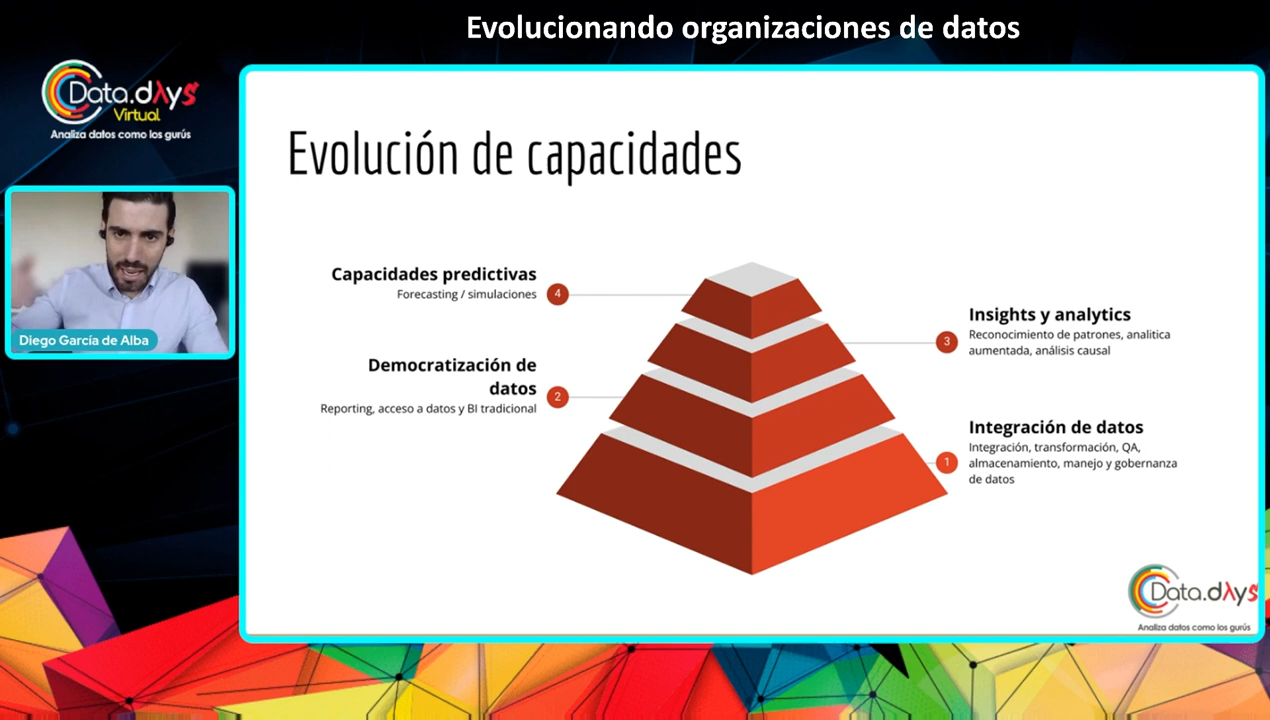 Evolucionando organizaciones de datos
Data.dλys
Virtual
Analiza datos como los gurús
Diego García de Alba
Evolución de capacidades
Capacidades predictivas
Forecasting / simulaciones
4
Insights y analytics
Reconocimiento de patrones, analitica
aumentada, análisis causal
3
Democratización de
datos
Reporting, acceso a datos y BI tradicional
2
Integración de datos
Integración, transformación, QA,
almacenamiento, manejo y gobernanza
de datos
1
Data.dλys
Analiza datos como los gurús